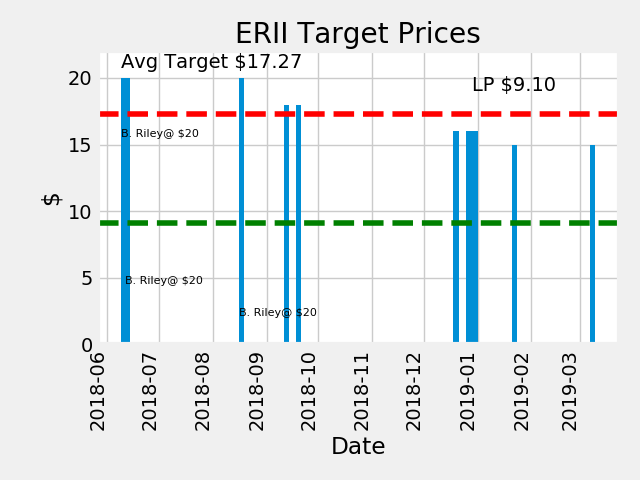 ERII Target Prices
Avg Target $17.27
LP $9.10
B. Riley@ $20
B. Riley@ $20
B. Riley@ $20
$
20
15
10
5
0
2018-06
2018-07
2018-08
2018-09
2018-10
2018-11
2018-12
2019-01
2019-02
2019-03
Date